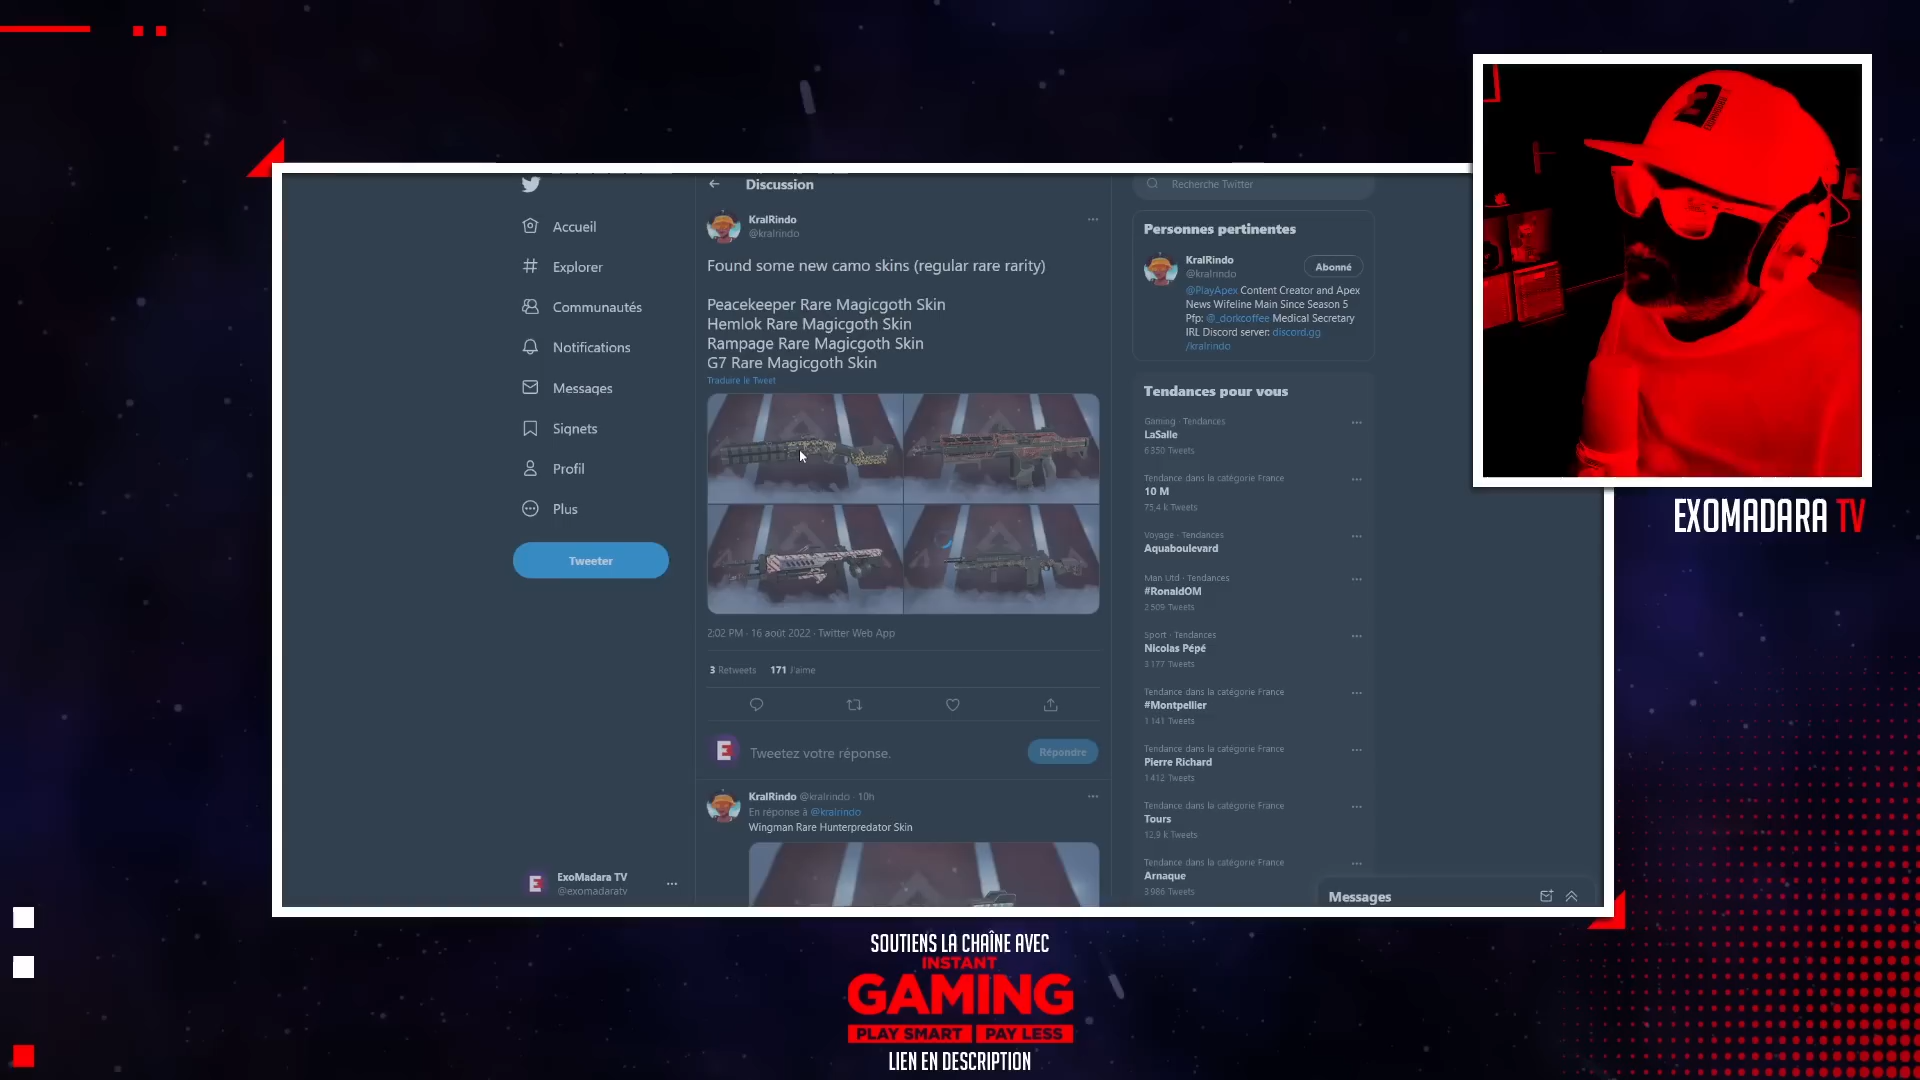 Accueil
Explorer
Communautés
Notifications
Messages
Signets
Profil
Plus
Tweeter
ExoMadara TV
@exomadaratv
Discussion
KralRindo
@kralrindo
Found some new camo skins (regular rare rarity)
Peacekeeper Rare Magicgoth Skin
Hemlok Rare Magicgoth Skin
Rampage Rare Magicgoth Skin
G7 Rare Magicgoth Skin
Traduire le Tweet
2:02 PM · 16 août 2022 · Twitter Web App
3 Retweets 171 J'aime
Tweetez votre réponse.
Répondre
KralRindo @kralrindo · 10h
En réponse à @kralrindo
Wingman Rare Hunterpredator Skin
Recherche Twitter
Personnes pertinentes
KralRindo
@kralrindo
Abonné
@PlayApex Content Creator and Apex
News Wifeline Main Since Season 5
Pfp: @_dorkcoffee Medical Secretary
IRL Discord server: discord.gg
/kralrindo
Tendances pour vous
Gaming · Tendances
LaSalle
6 350 Tweets
Tendance dans la catégorie France
10 M
75,4 k Tweets
Voyage · Tendances
Aquaboulevard
Man Utd · Tendances
#RonaldOM
2 509 Tweets
Sport · Tendances
Nicolas Pépé
3 177 Tweets
Tendance dans la catégorie France
#Montpellier
1 141 Tweets
Tendance dans la catégorie France
Pierre Richard
1 412 Tweets
Tendance dans la catégorie France
Tours
12,9 k Tweets
Tendance dans la catégorie France
Arnaque
3 986 Tweets
Messages
EXOMADARA TV
SOUTIENS LA CHAÎNE AVEC
INSTANT
GAMING
PLAY SMART PAY LESS
LIEN EN DESCRIPTION